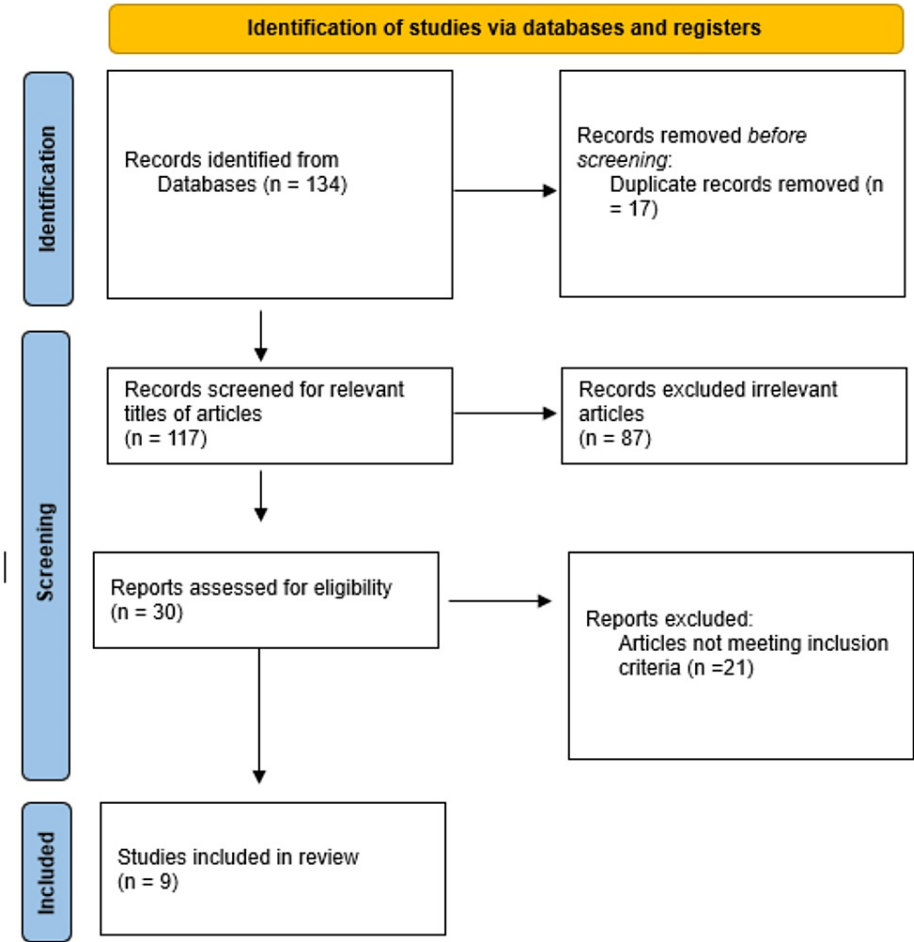 Identification of studies via databases and registers
Identification
Records identified from
Databases (n = 134)
Records removed before
screening:
Duplicate records removed (n
= 17)
Screening
Records screened for relevant
titles of articles
(n = 117)
Records excluded irrelevant
articles
(n = 87)
Reports assessed for eligibility
(n = 30)
Reports excluded:
Articles not meeting inclusion
criteria (n =21)
Included
Studies included in review
(n = 9)